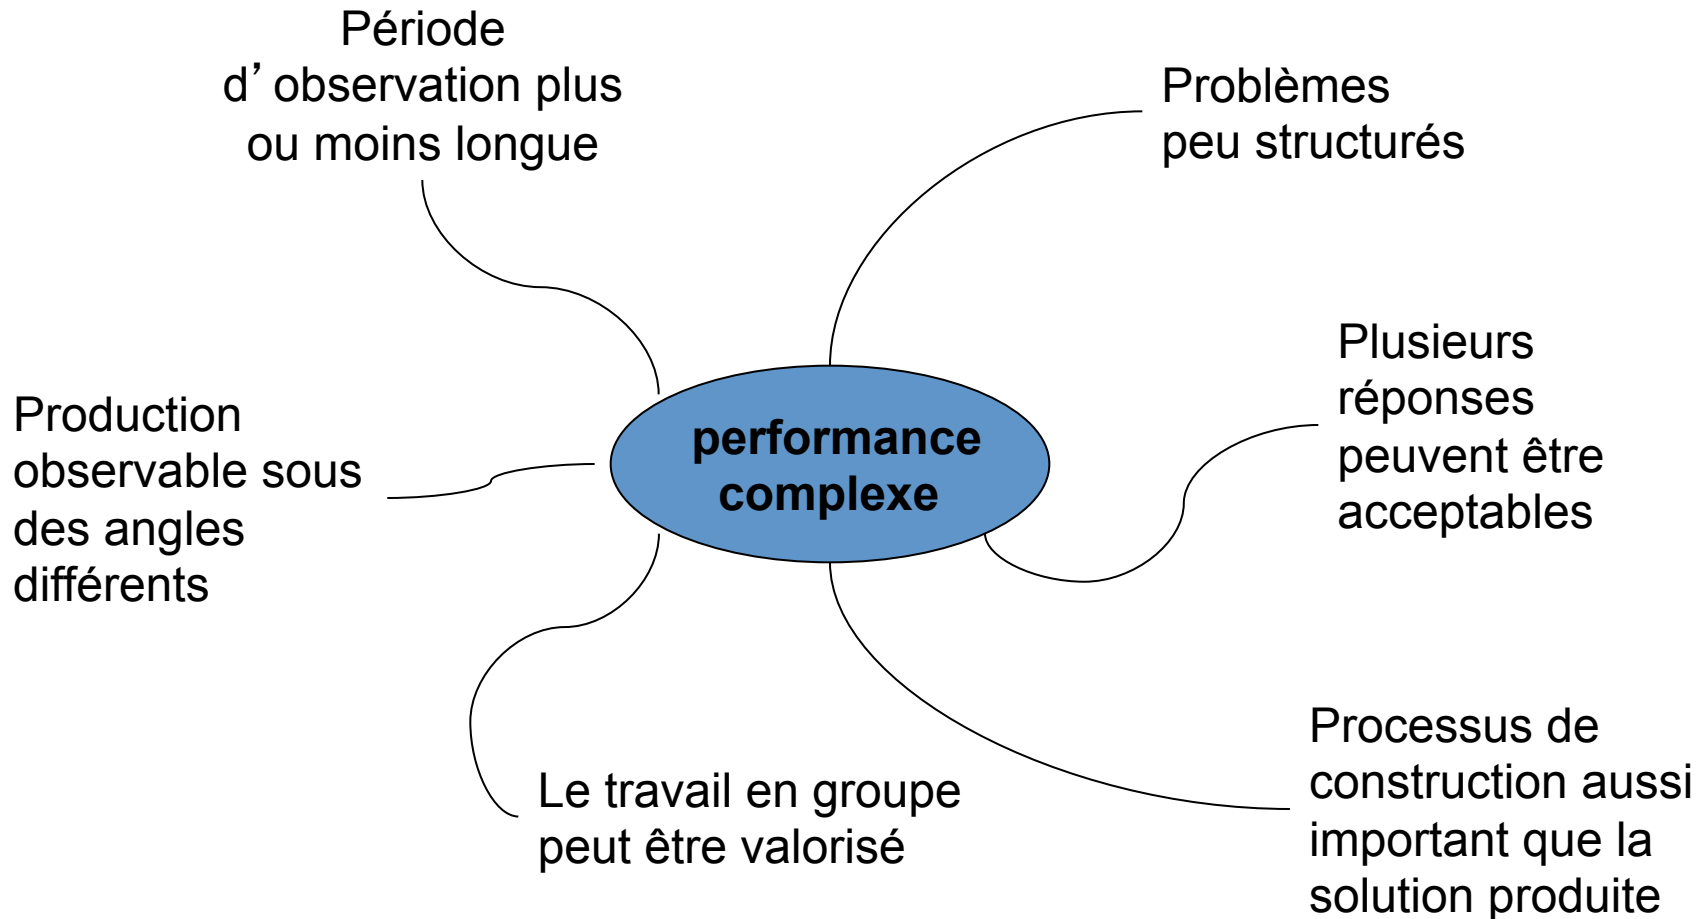 Période
d’ observation plus
ou moins longue
Problèmes
peu structurés
Plusieurs
réponses
peuvent être
acceptables
Production
observable sous
des angles
différents
performance
complexe
Processus de
construction aussi
important que la
solution produite
Le travail en groupe
peut être valorisé